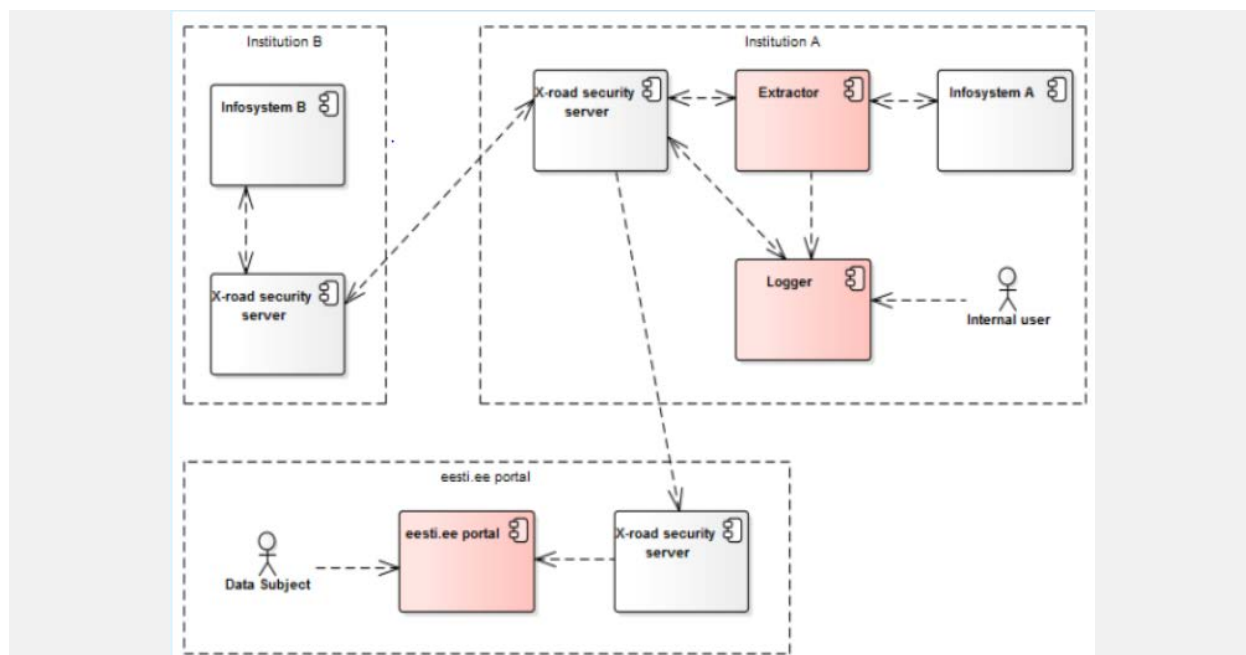 Institution B
Infosystem B
X-road security
server
Institution A
X-road security
server
Extractor
Infosystem A
Logger
Internal user
eesti.ee portal
Data Subject
eesti.ee portal
X-road security
server